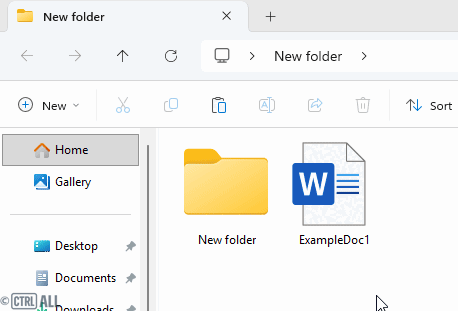 New folder
New folder
New
Sort
Home
Gallery
Desktop
Documents
Downloads
New folder
ExampleDoc1
W
© CTRL ALL